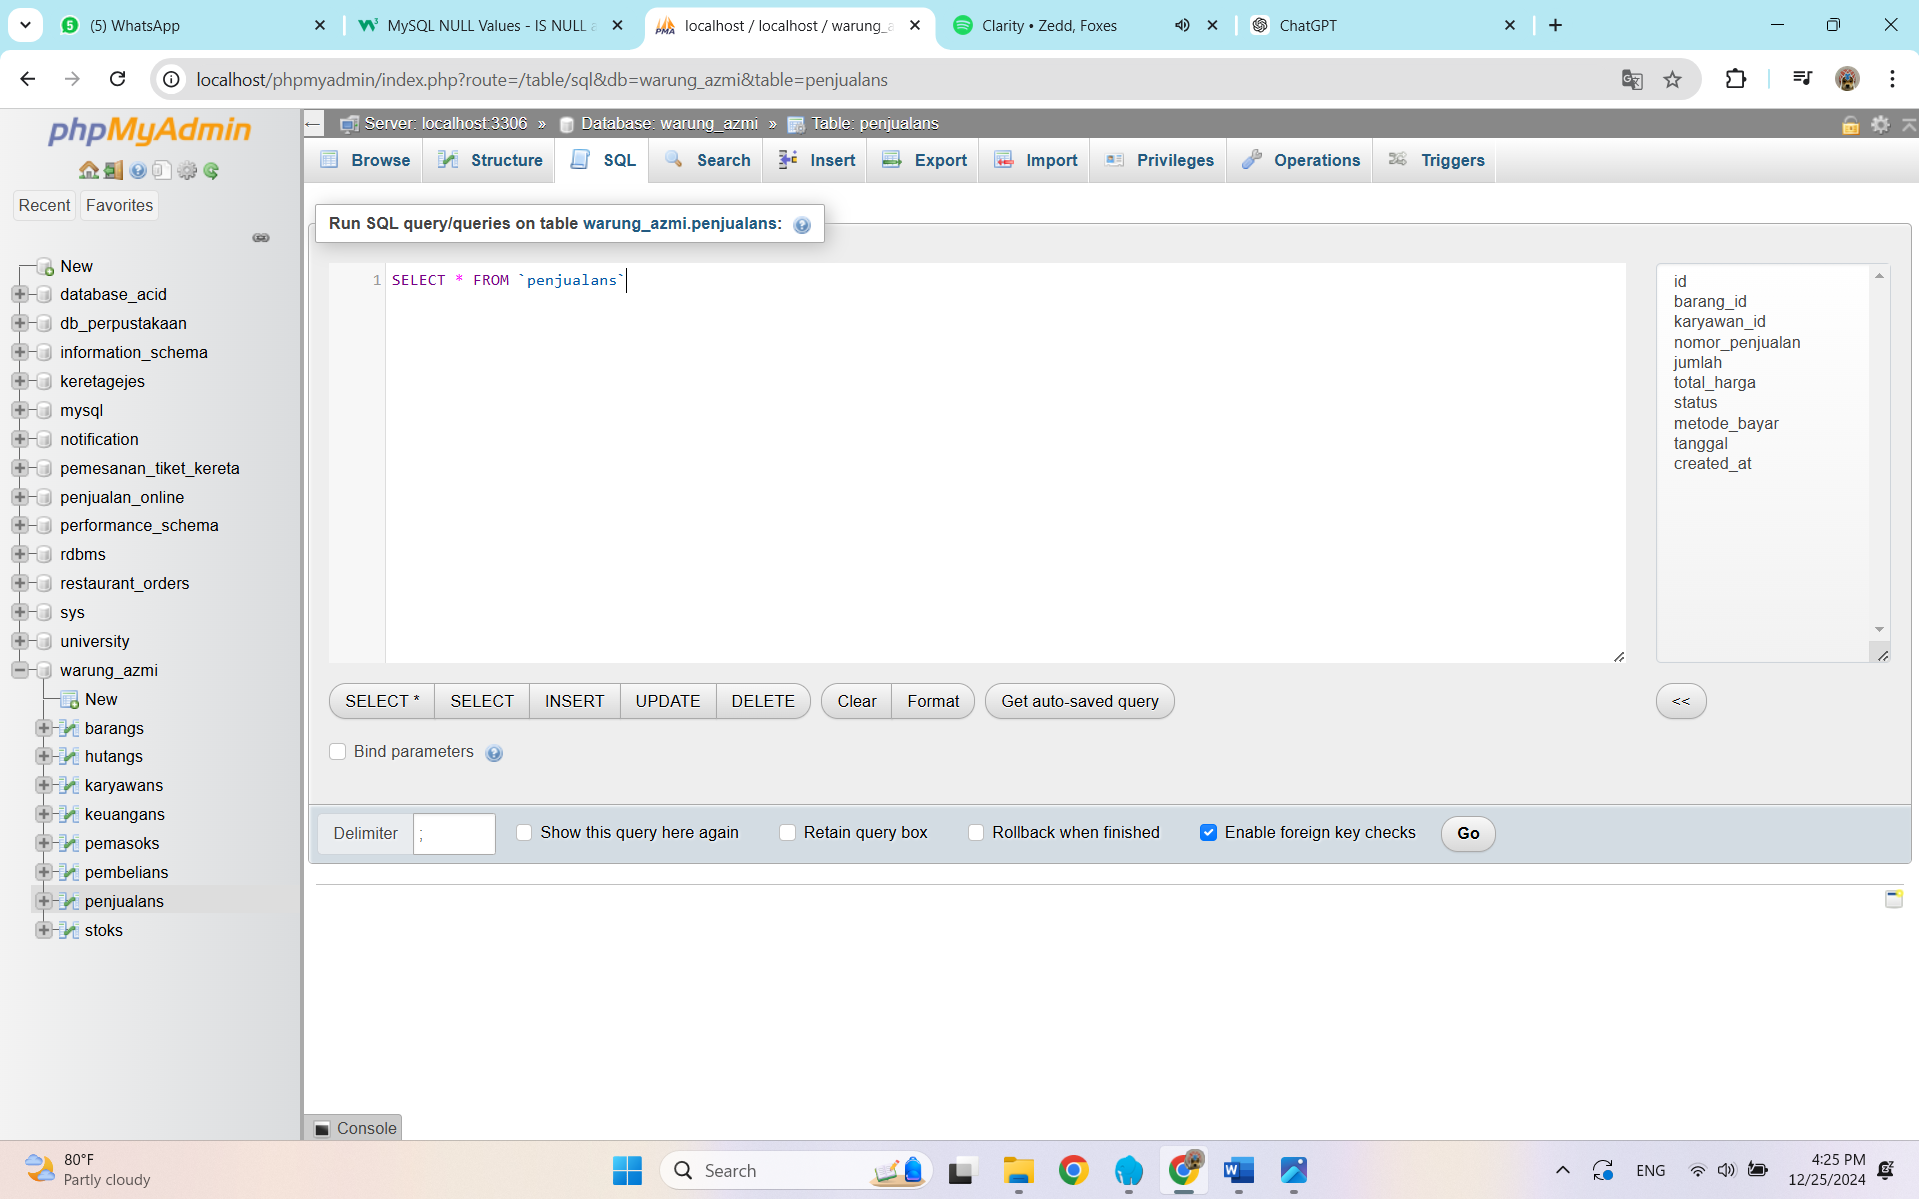 (5) WhatsApp
MySQL NULL Values - IS NULL a
localhost / localhost / warung_a
Clarity • Zedd, Foxes
ChatGPT
localhost/phpmyadmin/index.php?route=/table/sql&db=warung_azmi&table=penjualans
phpMyAdmin
Recent
Favorites
New
database_acid
db_perpustakaan
information_schema
keretagejes
mysql
notification
pemesanan_tiket_kereta
penjualan_online
performance_schema
rdbms
restaurant_orders
sys
university
warung_azmi
New
barangs
hutangs
karyawans
keuangans
pemasoks
pembelians
penjualans
stoks
Server: localhost:3306 » Database: warung_azmi » Table: penjualans
Browse
Structure
SQL
Search
Insert
Export
Import
Privileges
Operations
Triggers
Run SQL query/queries on table warung_azmi.penjualans:
1 SELECT * FROM `penjualans`
id
barang_id
karyawan_id
nomor_penjualan
jumlah
total_harga
status
metode_bayar
tanggal
created_at
SELECT *
SELECT
INSERT
UPDATE
DELETE
Clear
Format
Get auto-saved query
<<
Bind parameters
Delimiter
;
Show this query here again
Retain query box
Rollback when finished
Enable foreign key checks
Go
Console
80°F
Partly cloudy
Search
ENG
4:25 PM
12/25/2024